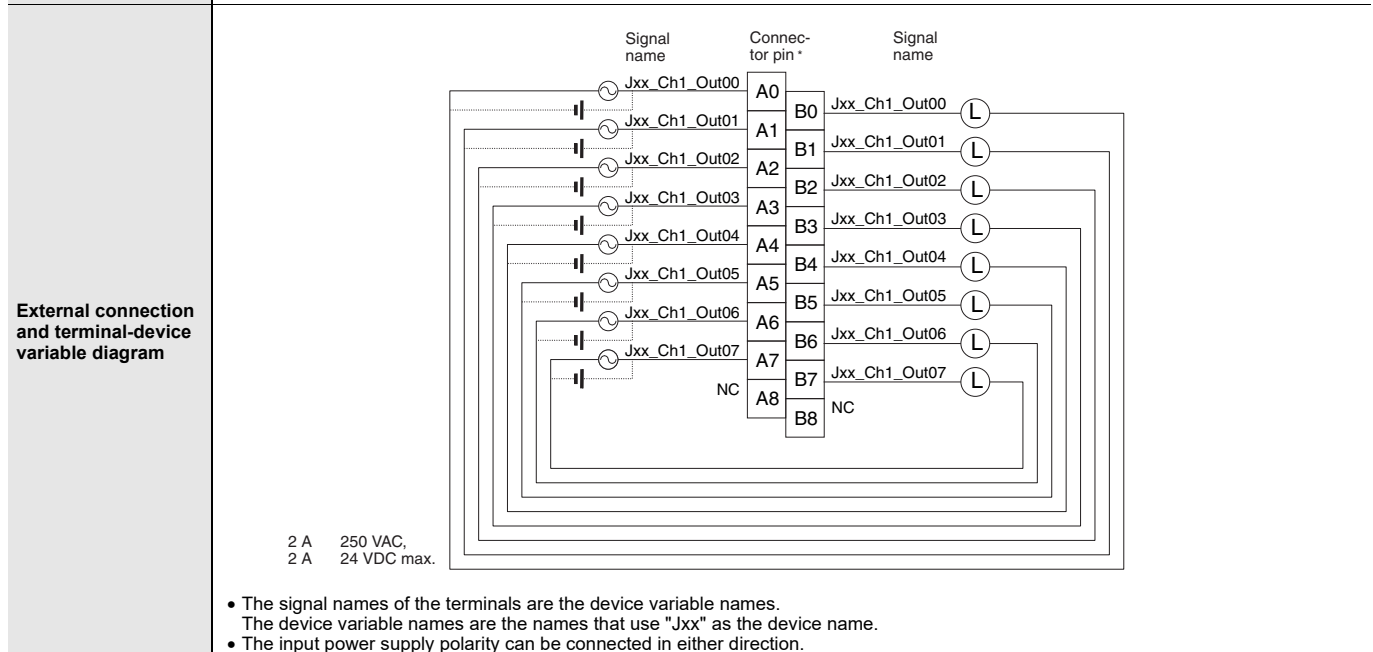 External connection
and terminal-device
variable diagram
Signal
name
Connec-
tor pin *
Signal
name
Jxx_Ch1_Out00
A0
B0
Jxx_Ch1_Out00
L
Jxx_Ch1_Out01
A1
B1
Jxx_Ch1_Out01
L
Jxx_Ch1_Out02
A2
B2
Jxx_Ch1_Out02
L
Jxx_Ch1_Out03
A3
B3
Jxx_Ch1_Out03
L
Jxx_Ch1_Out04
A4
B4
Jxx_Ch1_Out04
L
Jxx_Ch1_Out05
A5
B5
Jxx_Ch1_Out05
L
Jxx_Ch1_Out06
A6
B6
Jxx_Ch1_Out06
L
Jxx_Ch1_Out07
A7
B7
Jxx_Ch1_Out07
L
NC
A8
B8
NC
2 A 250 VAC,
2 A 24 VDC max.
• The signal names of the terminals are the device variable names.
The device variable names are the names that use "Jxx" as the device name.
• The input power supply polarity can be connected in either direction.